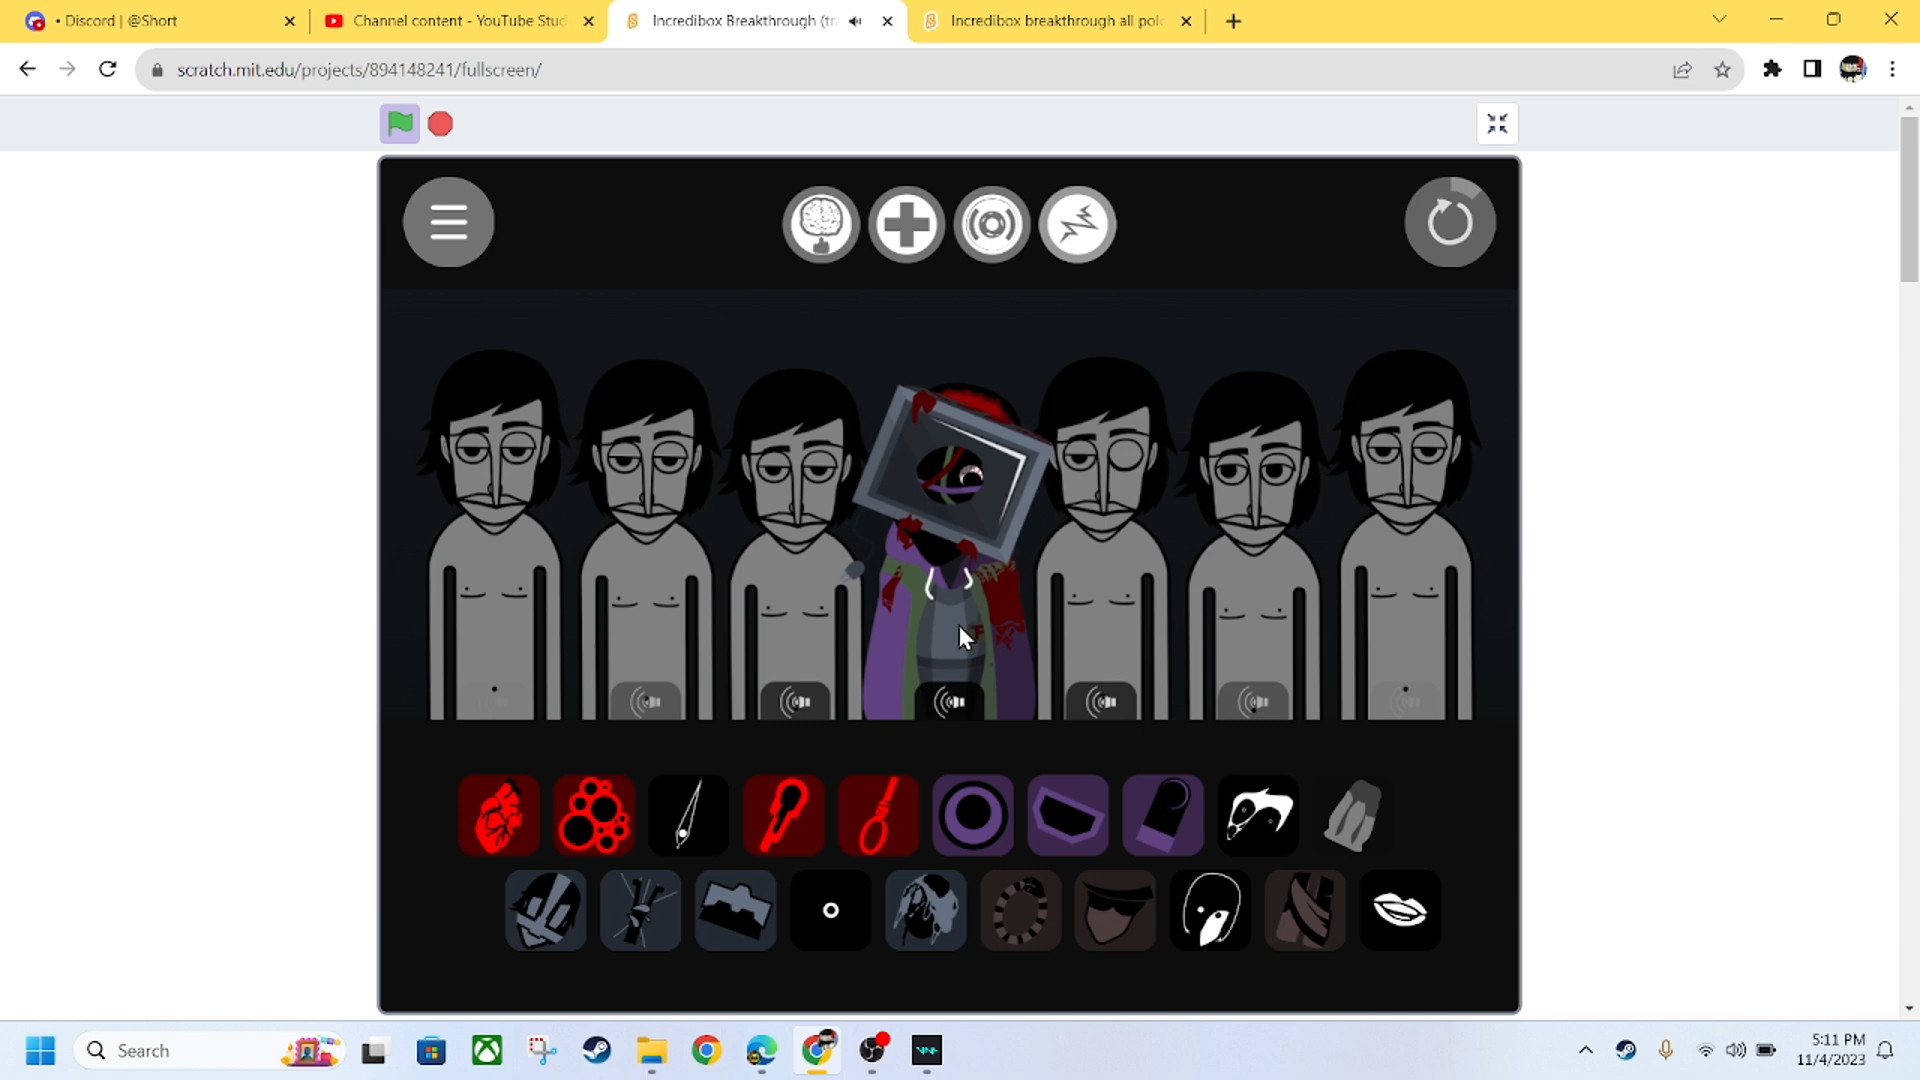 • Discord | @Short
Channel content - YouTube Stud
Incredibox Breakthrough (tr
Incredibox breakthrough all polo
scratch.mit.edu/projects/894148241/fullscreen/
Search
5:11 PM
11/4/2023